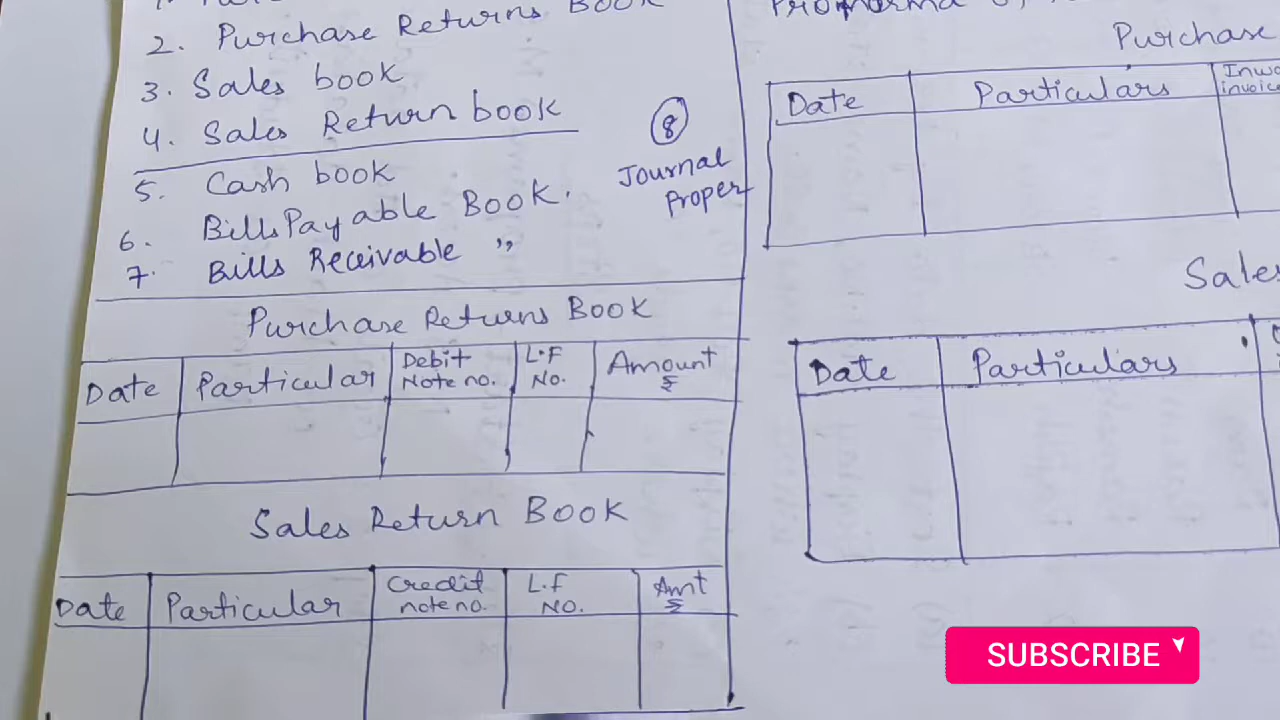 2. Purchase Returns Book
3. Sales book
4. Sales Return book
5. Cash book
6. Bills Payable Book.
7. Bills Receivable "
8
Journal
Proper
Purchase Returns Book
Date Particular Debit Note no. L.F No. Amount ₹
Sales Return Book
Date Particular Credit note no. L.f No. Amt ₹
Purchase
Date Particulars
Sales
Date Particulars
SUBSCRIBE